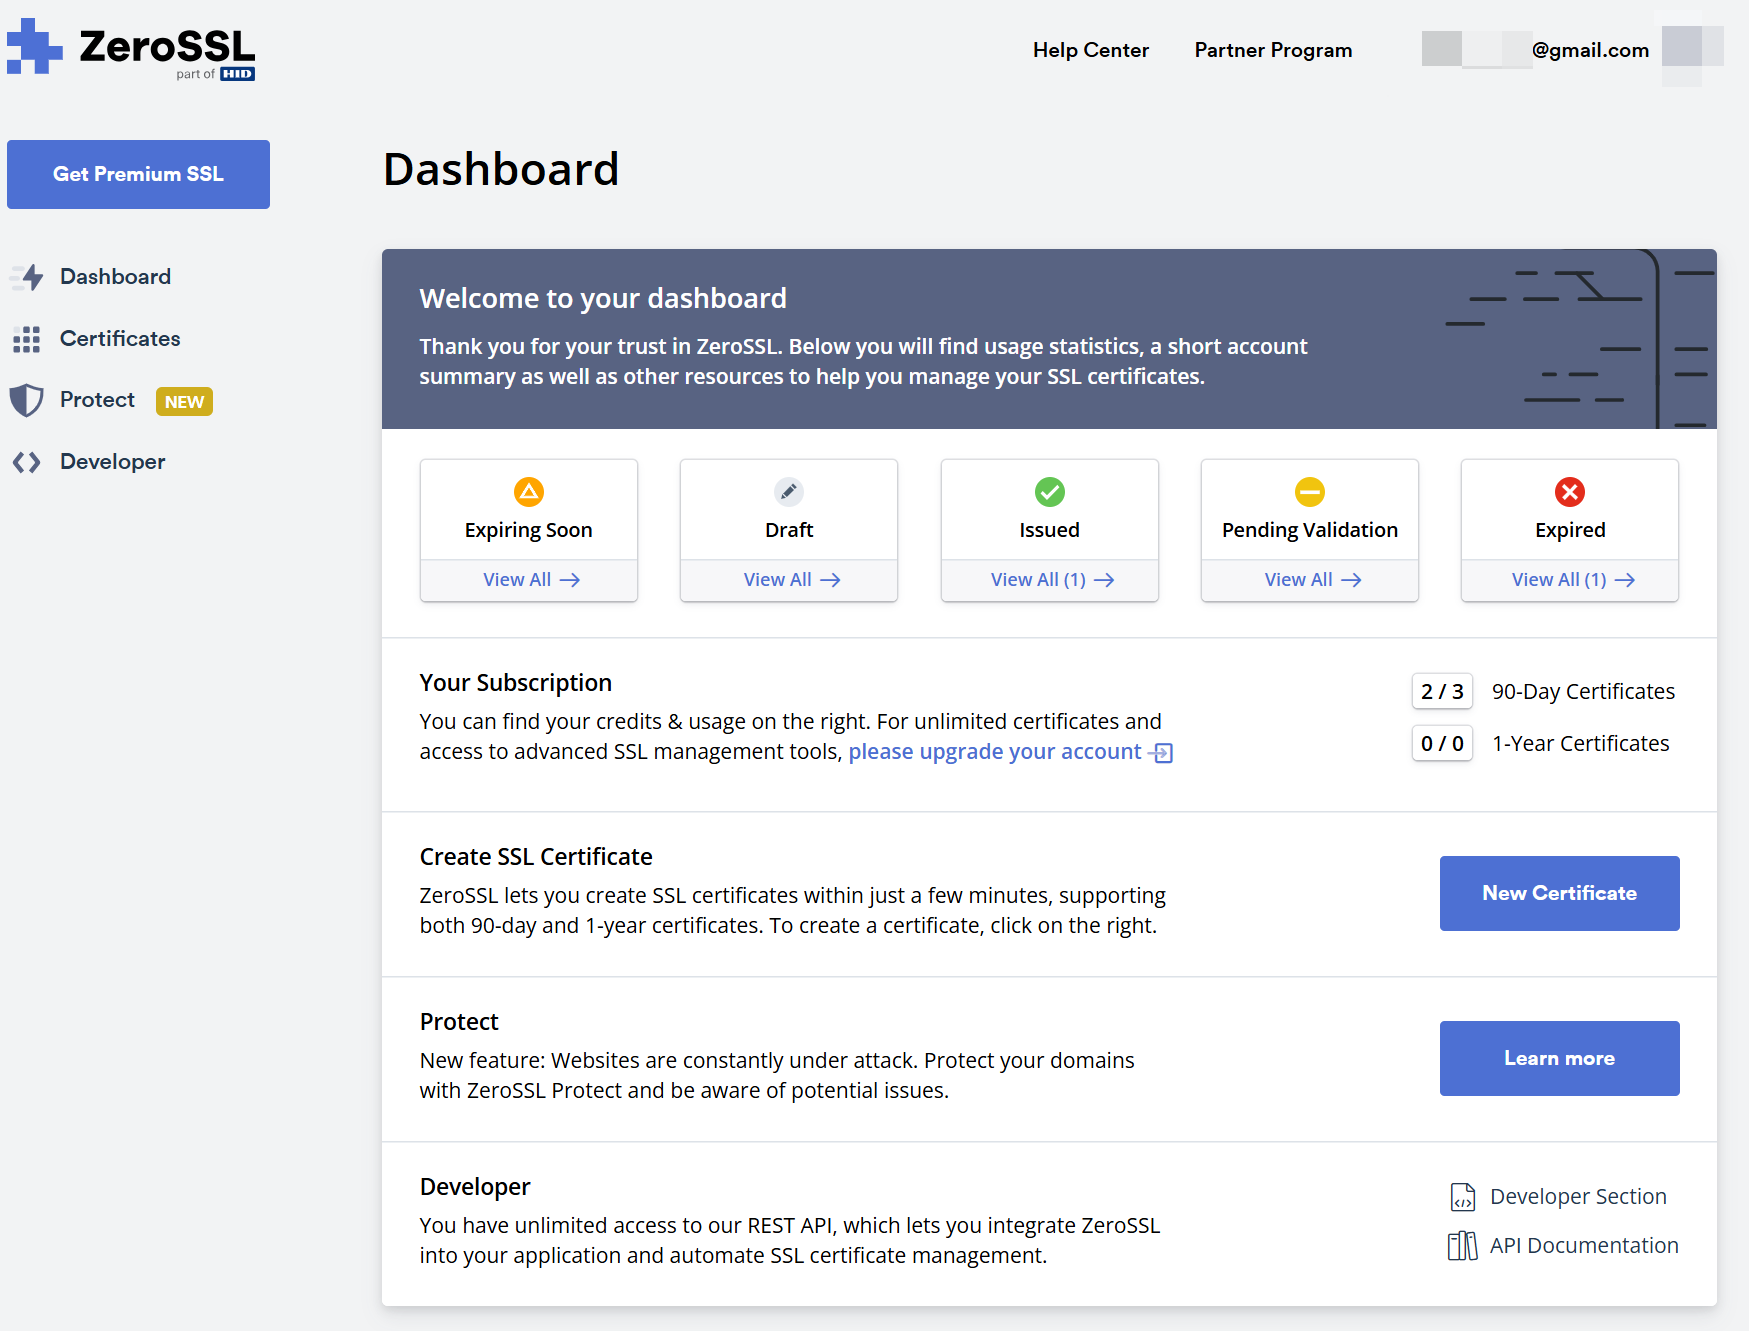 ZeroSSL
part of HID
Help Center
Partner Program
@gmail.com
Get Premium SSL
Dashboard
Certificates
Protect NEW
Developer
Dashboard
Welcome to your dashboard
Thank you for your trust in ZeroSSL. Below you will find usage statistics, a short account
summary as well as other resources to help you manage your SSL certificates.
Expiring Soon
View All
Draft
View All
Issued
View All (1)
Pending Validation
View All
Expired
View All (1)
Your Subscription
You can find your credits & usage on the right. For unlimited certificates and
access to advanced SSL management tools, please upgrade your account
2 / 3 90-Day Certificates
0 / 0 1-Year Certificates
Create SSL Certificate
ZeroSSL lets you create SSL certificates within just a few minutes, supporting
both 90-day and 1-year certificates. To create a certificate, click on the right.
New Certificate
Protect
New feature: Websites are constantly under attack. Protect your domains
with ZeroSSL Protect and be aware of potential issues.
Learn more
Developer
You have unlimited access to our REST API, which lets you integrate ZeroSSL
into your application and automate SSL certificate management.
Developer Section
API Documentation